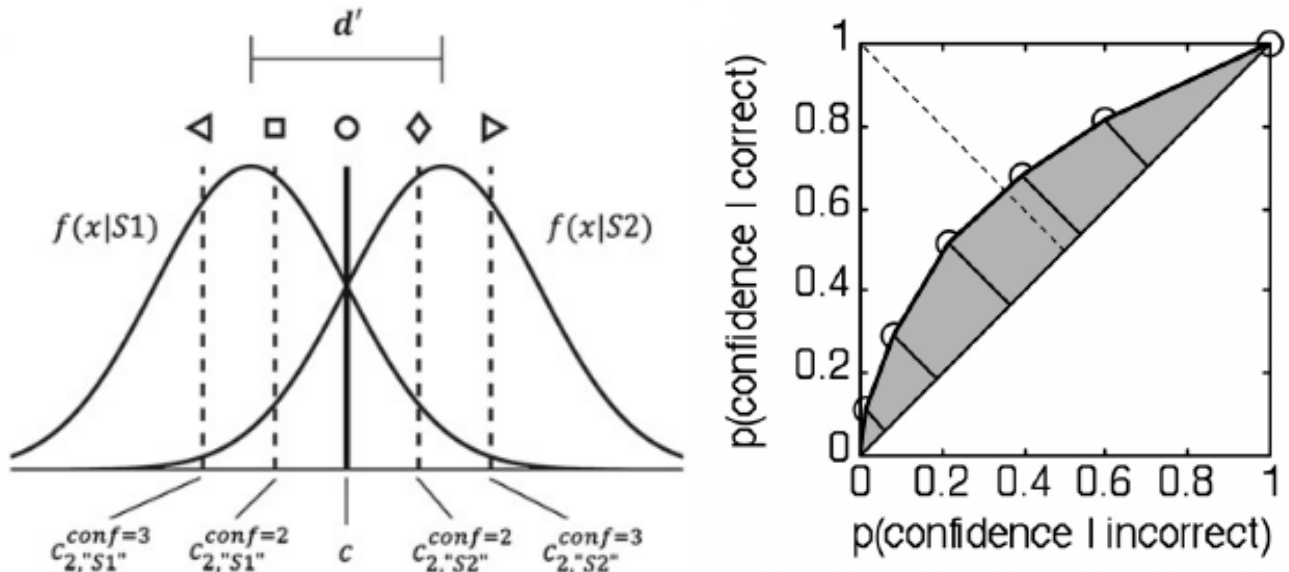 d′
f(x|S1)
f(x|S2)
c_{2,"S1"}^{conf=3}
c_{2,"S1"}^{conf=2}
c
c_{2,"S2"}^{conf=2}
c_{2,"S2"}^{conf=3}
p(confidence | correct)
1
0.8
0.6
0.4
0.2
0
0 0.2 0.4 0.6 0.8 1
p(confidence | incorrect)